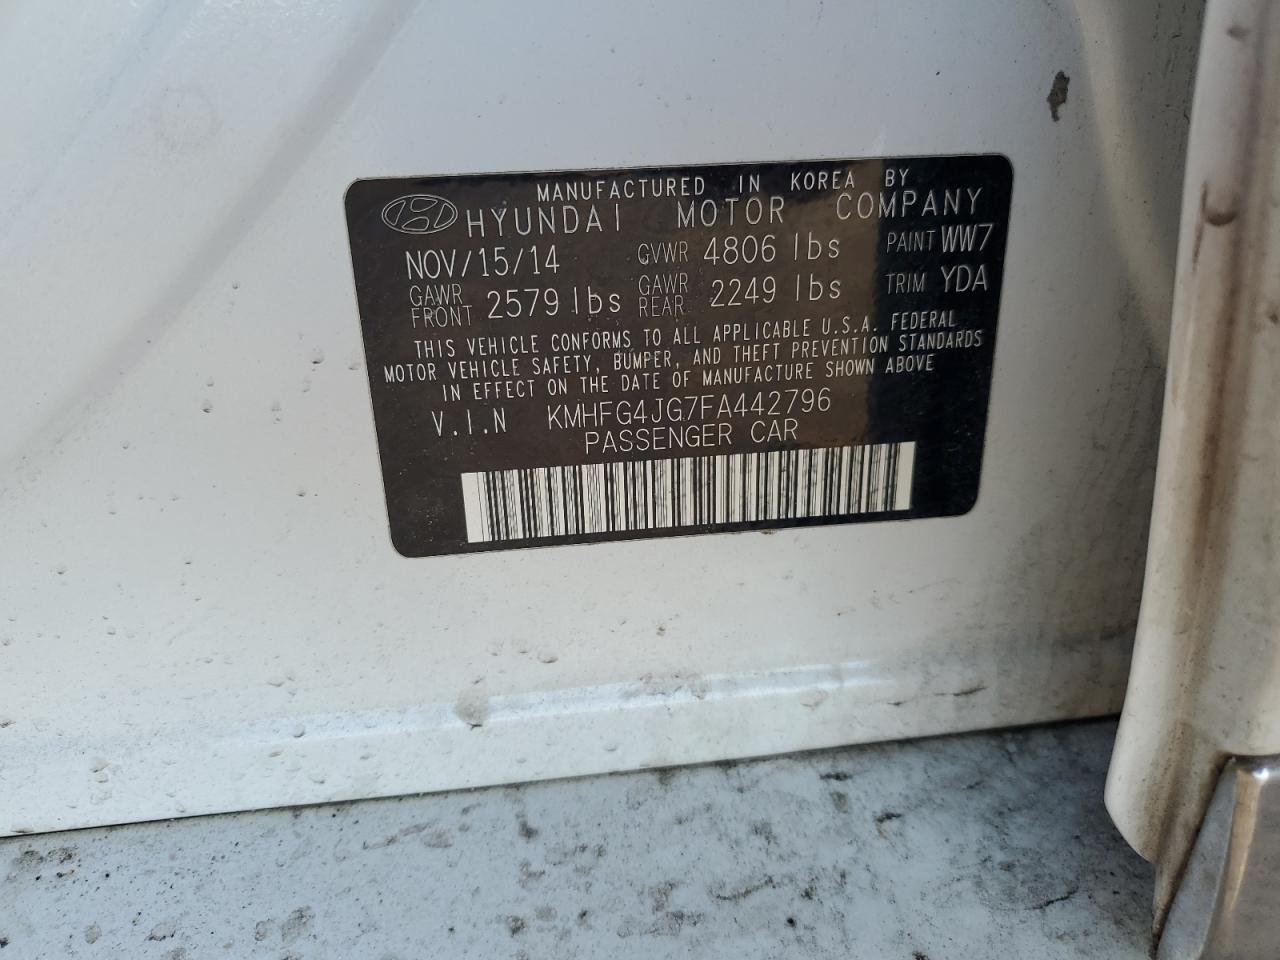 MANUFACTURED IN KOREA BY
HYUNDAI MOTOR COMPANY
NOV/15/14 GVWR 4806 lbs PAINT WW7
GAWR FRONT 2579 lbs GAWR REAR 2249 lbs TRIM YDA
THIS VEHICLE CONFORMS TO ALL APPLICABLE U.S.A. FEDERAL
MOTOR VEHICLE SAFETY, BUMPER, AND THEFT PREVENTION STANDARDS
IN EFFECT ON THE DATE OF MANUFACTURE SHOWN ABOVE
V.I.N KMHFG4JG7FA442796
PASSENGER CAR